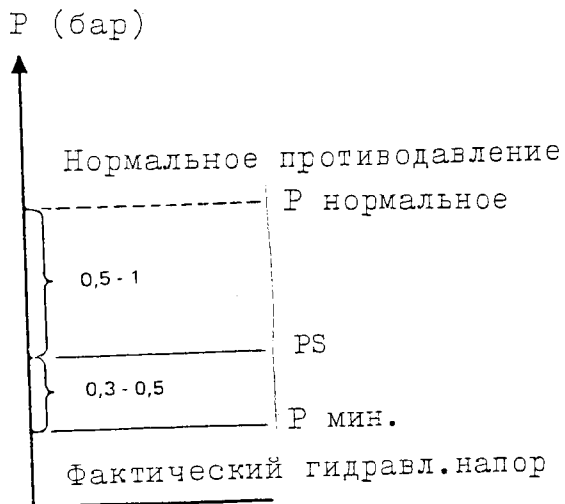 P (бар)
Нормальное противодавление
P нормальное
0,5 - 1
PS
0,3 - 0,5
P мин.
Фактический гидравл.напор